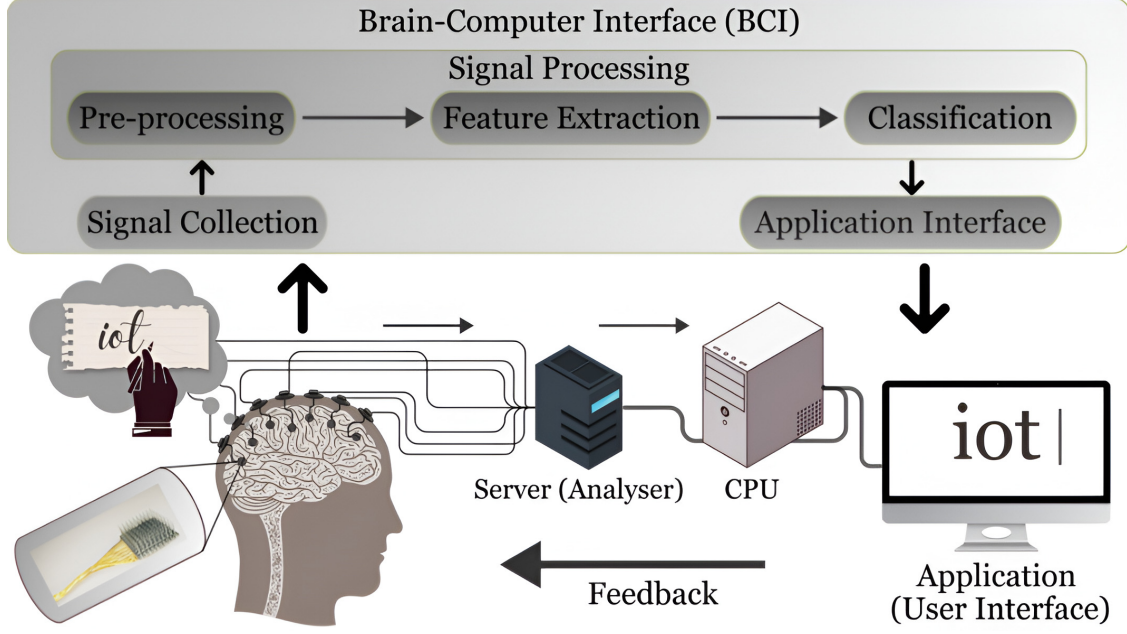 Brain-Computer Interface (BCI)
Signal Processing
Pre-processing
Feature Extraction
Classification
Signal Collection
Application Interface
iot
Server (Analyser)
CPU
iot
Feedback
Application
(User Interface)